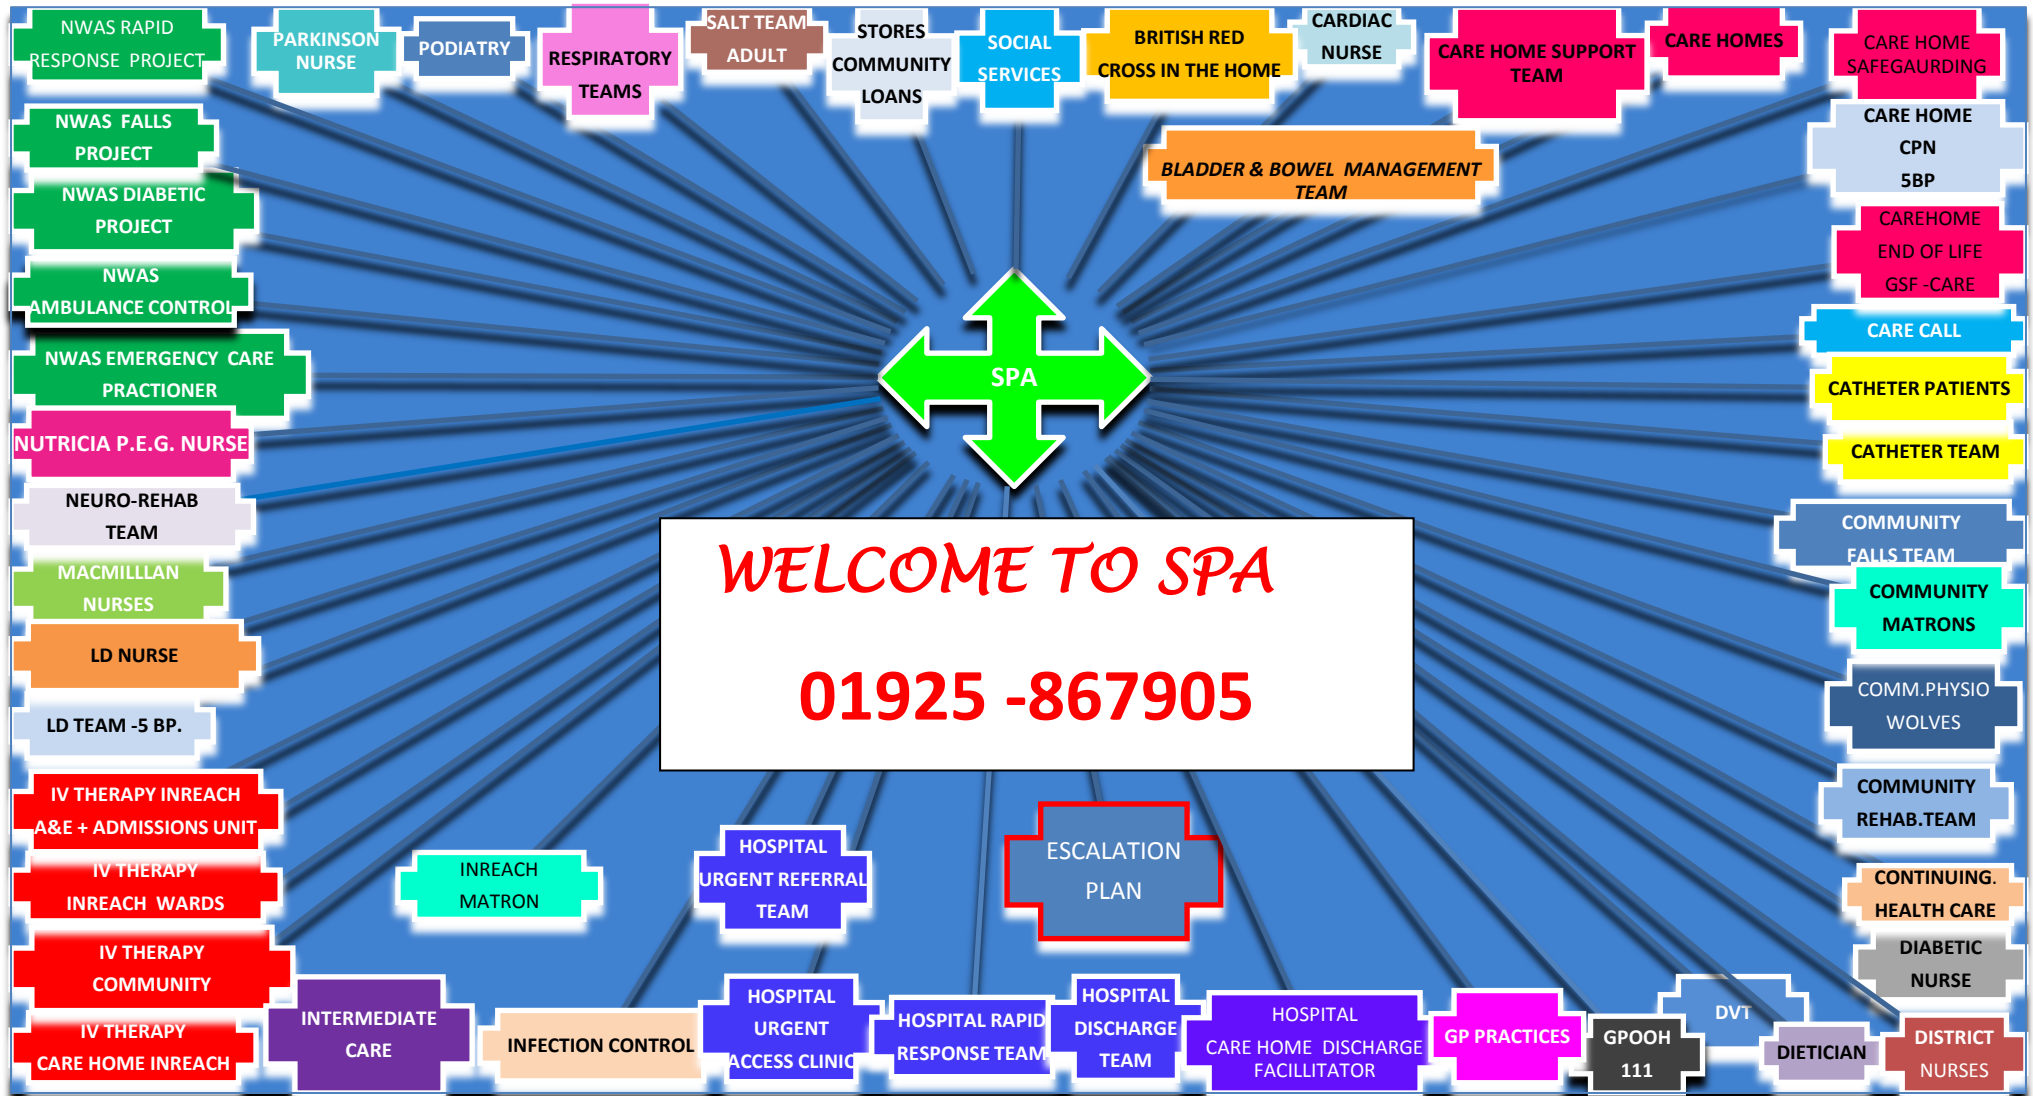 NWAS RAPID
RESPONSE PROJECT
PARKINSON
NURSE
PODIATRY
RESPIRATORY
TEAMS
SALT TEAM
ADULT
STORES
COMMUNITY
LOANS
SOCIAL
SERVICES
BRITISH RED
CROSS IN THE HOME
CARDIAC
NURSE
CARE HOME SUPPORT
TEAM
CARE HOMES
CARE HOME
SAFEGAURDING
NWAS FALLS
PROJECT
BLADDER & BOWEL MANAGEMENT
TEAM
CARE HOME
CPN
5BP
NWAS DIABETIC
PROJECT
CAREHOME
END OF LIFE
GSF -CARE
NWAS
AMBULANCE CONTROL
CARE CALL
NWAS EMERGENCY CARE
PRACTIONER
SPA
CATHETER PATIENTS
NUTRICIA P.E.G. NURSE
CATHETER TEAM
NEURO-REHAB
TEAM
COMMUNITY
FALLS TEAM
MACMILLLAN
NURSES
WELCOME TO SPA
01925 -867905
COMMUNITY
MATRONS
LD NURSE
COMM.PHYSIO
WOLVES
LD TEAM -5 BP.
COMMUNITY
REHAB.TEAM
IV THERAPY INREACH
A&E + ADMISSIONS UNIT
IV THERAPY
INREACH WARDS
INREACH
MATRON
HOSPITAL
URGENT REFERRAL
TEAM
ESCALATION
PLAN
CONTINUING.
HEALTH CARE
IV THERAPY
COMMUNITY
DIABETIC
NURSE
IV THERAPY
CARE HOME INREACH
INTERMEDIATE
CARE
INFECTION CONTROL
HOSPITAL
URGENT
ACCESS CLINIC
HOSPITAL RAPID
RESPONSE TEAM
HOSPITAL
DISCHARGE
TEAM
HOSPITAL
CARE HOME DISCHARGE
FACILLITATOR
GP PRACTICES
GPOOH
111
DVT
DIETICIAN
DISTRICT
NURSES